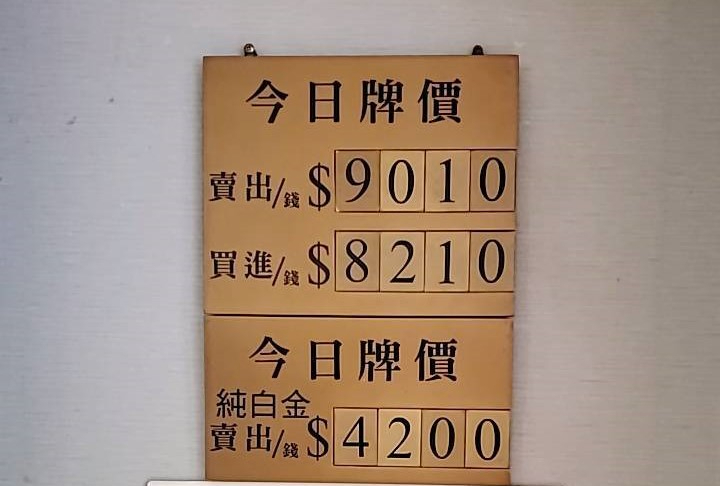 今日牌價
賣出/錢 $9010
買進/錢 $8210
今日牌價
純白金
賣出/錢 $4200